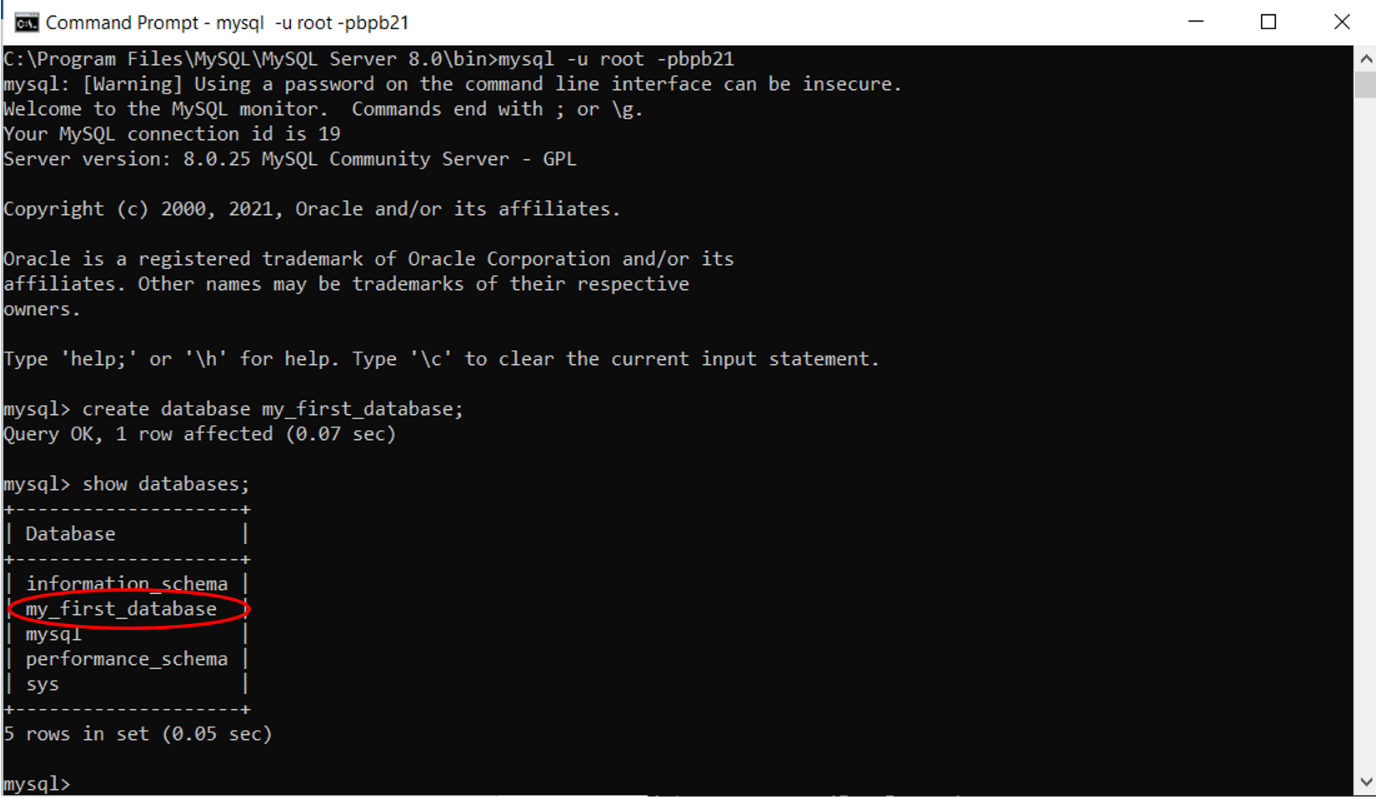 Command Prompt - mysql -u root -pbpb21
C:\Program Files\MySQL\MySQL Server 8.0\bin>mysql -u root -pbpb21
mysql: [Warning] Using a password on the command line interface can be insecure.
Welcome to the MySQL monitor.  Commands end with ; or \g.
Your MySQL connection id is 19
Server version: 8.0.25 MySQL Community Server - GPL
Copyright (c) 2000, 2021, Oracle and/or its affiliates.
Oracle is a registered trademark of Oracle Corporation and/or its
affiliates. Other names may be trademarks of their respective
owners.
Type 'help;' or '\h' for help. Type '\c' to clear the current input statement.
mysql> create database my_first_database;
Query OK, 1 row affected (0.07 sec)
mysql> show databases;
+--------------------+
| Database           |
+--------------------+
| information_schema |
| my_first_database  |
| mysql              |
| performance_schema |
| sys                |
+--------------------+
5 rows in set (0.05 sec)
mysql>